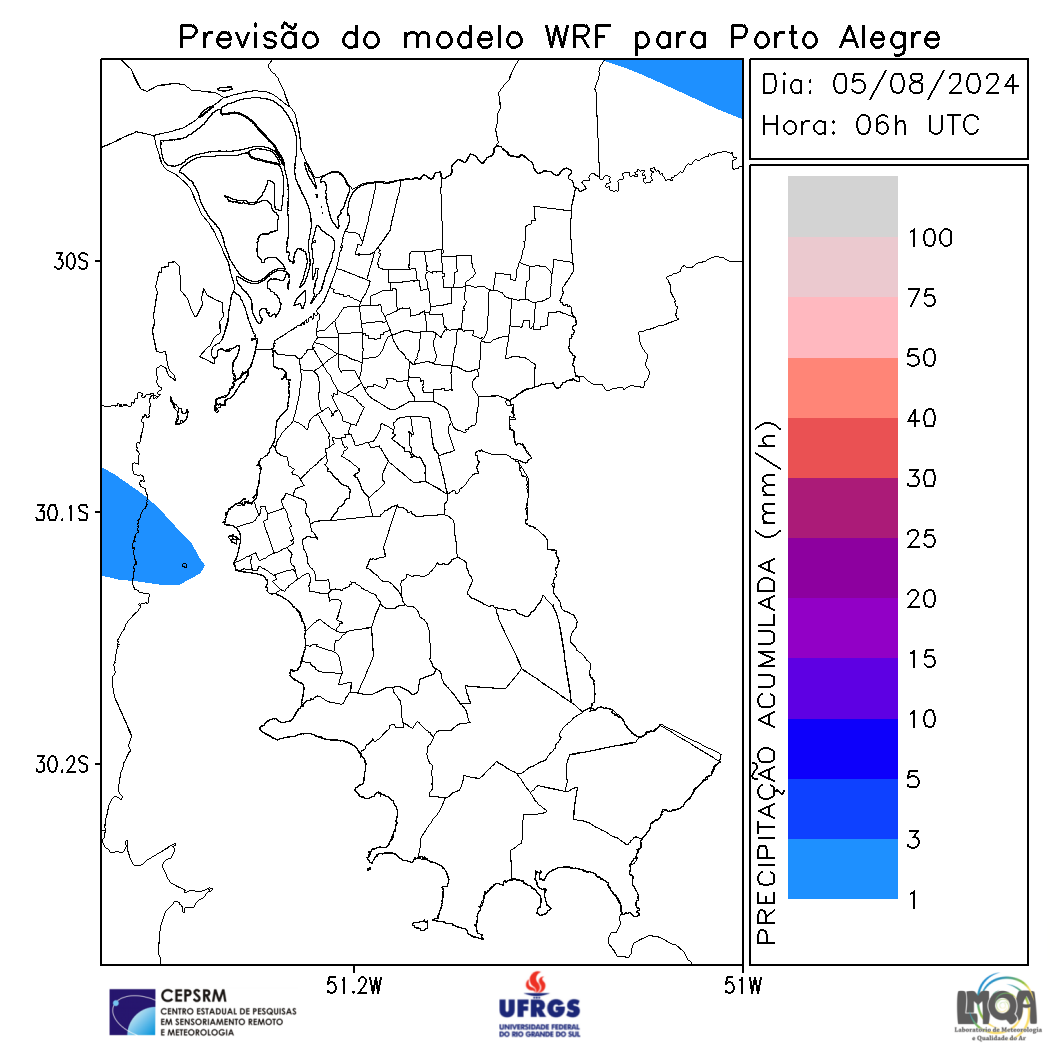 Previsão do modelo WRF para Porto Alegre
Dia: 05/08/2024
Hora: 06h UTC
30S
30.1S
30.2S
51.2W
51W
PRECIPITAÇÃO ACUMULADA (mm/h)
100
75
50
40
30
25
20
15
10
5
3
1
CEPSRM
CENTRO ESTADUAL DE PESQUISAS
EM SENSORIAMENTO REMOTO
E METEOROLOGIA
UFRGS
UNIVERSIDADE FEDERAL
DO RIO GRANDE DO SUL
LMQA
Laboratório de Meteorologia
e Qualidade do Ar